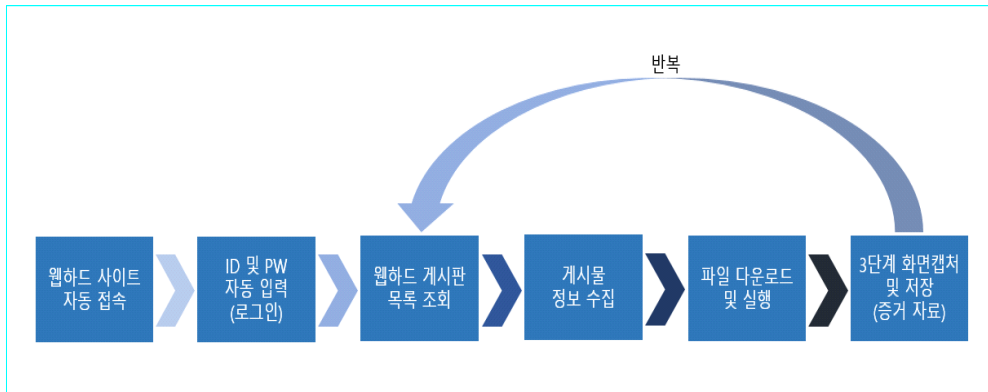 반복
웹하드 사이트
자동 접속
ID 및 PW
자동 입력
(로그인)
웹하드 게시판
목록 조회
게시물
정보 수집
파일 다운로드
및 실행
3단계 화면캡처
및 저장
(증거 자료)